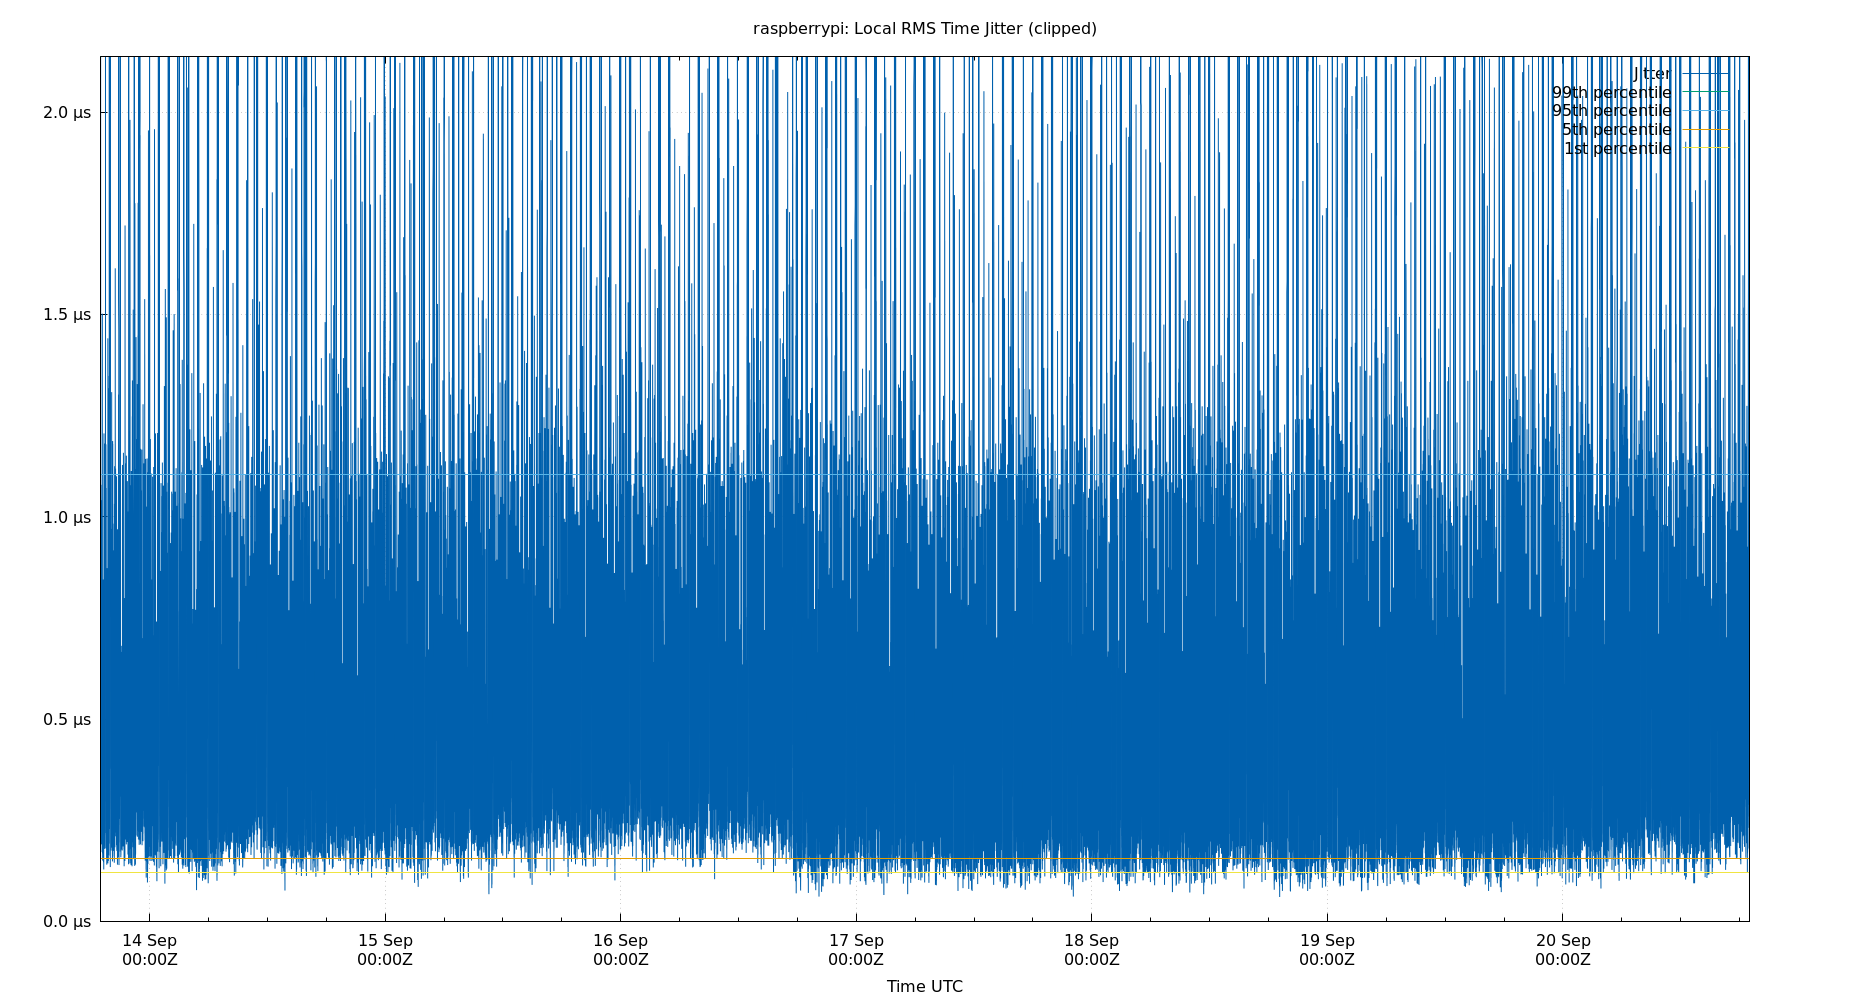 raspberrypi: Local RMS Time Jitter (clipped)
Jitter
99th percentile
95th percentile
5th percentile
1st percentile
2.0 µs
1.5 µs
1.0 µs
0.5 µs
0.0 µs
14 Sep
00:00Z
15 Sep
00:00Z
16 Sep
00:00Z
17 Sep
00:00Z
18 Sep
00:00Z
19 Sep
00:00Z
20 Sep
00:00Z
Time UTC